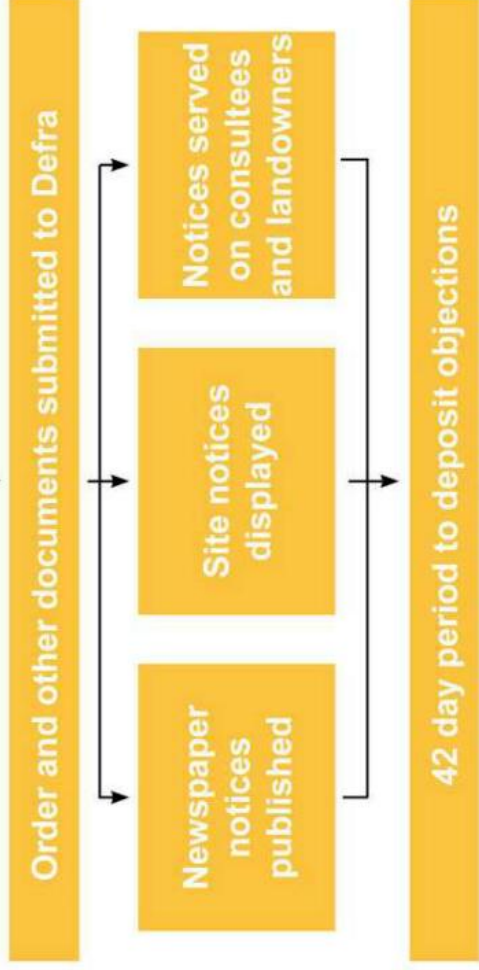 Order and other documents submitted to Defra
Newspaper
notices
published
Site notices
displayed
Notices served
on consultees
and landowners
42 day period to deposit objections